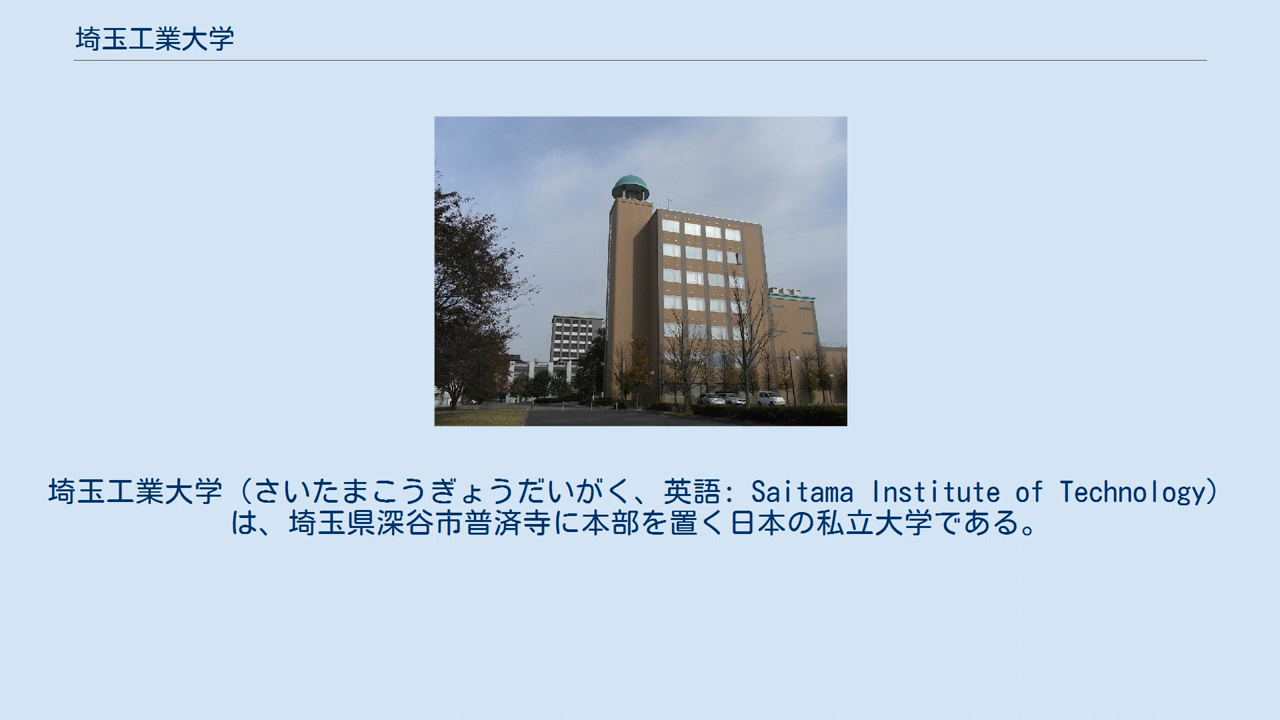 埼玉工業大学
埼玉工業大学（さいたまこうぎょうだいがく、英語: Saitama Institute of Technology）
は、埼玉県深谷市普済寺に本部を置く日本の私立大学である。